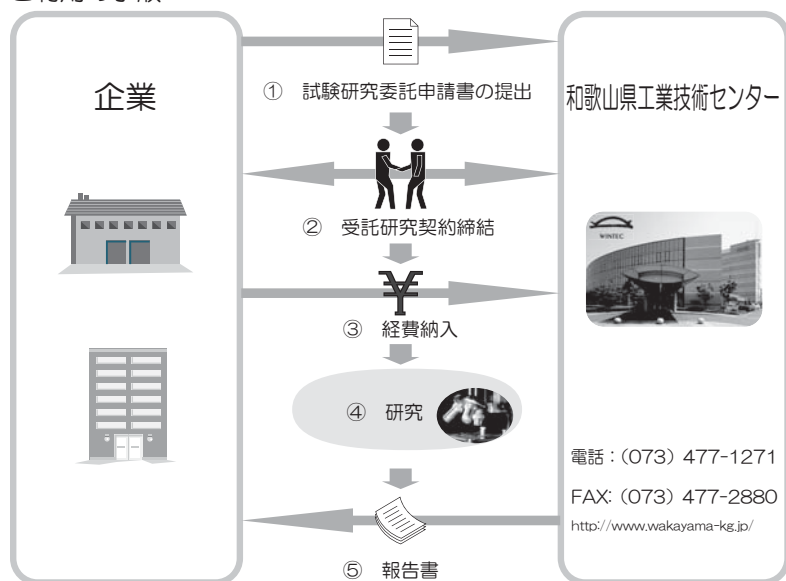 企業
① 試験研究委託申請書の提出
② 受託研究契約締結
¥
③ 経費納入
④ 研究
⑤ 報告書
和歌山県工業技術センター
WINTEC
電話：(073) 477-1271
FAX: (073) 477-2880
http://www.wakayama-kg.jp/